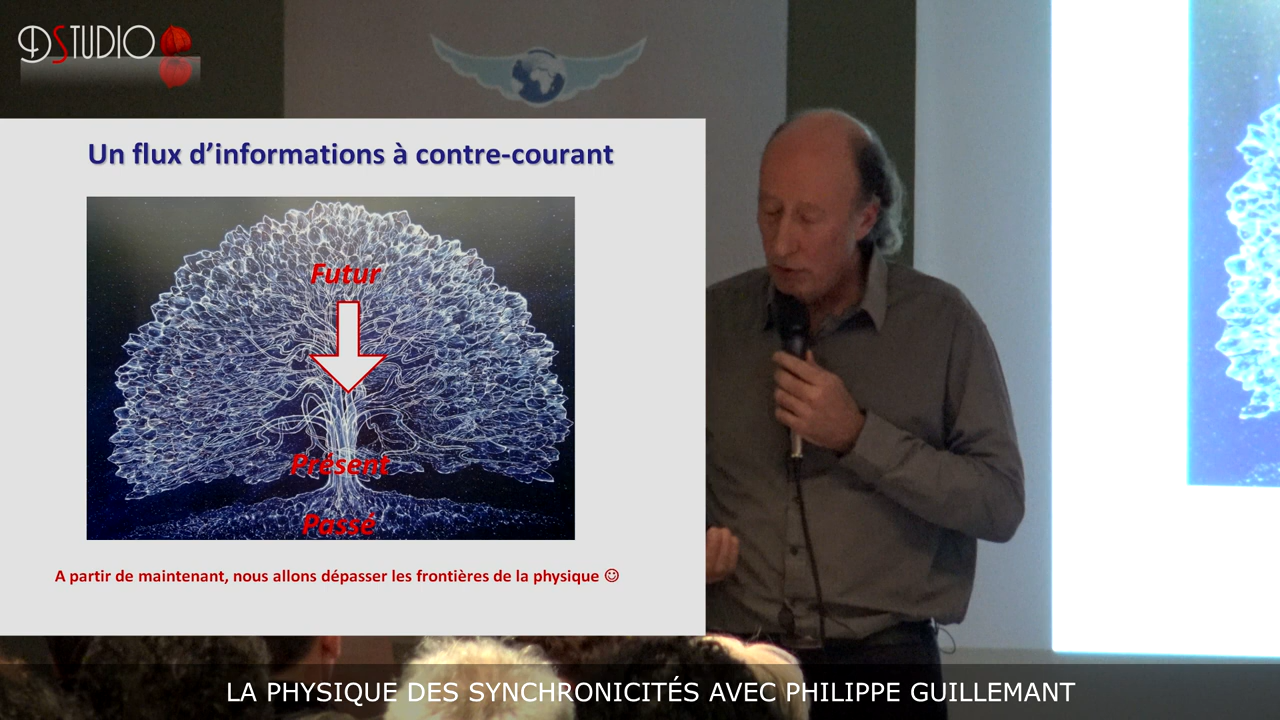 DSTUDIO
Un flux d’informations à contre-courant
Futur
Présent
Passé
A partir de maintenant, nous allons dépasser les frontières de la physique ☺
LA PHYSIQUE DES SYNCHRONICITÉS AVEC PHILIPPE GUILLEMANT